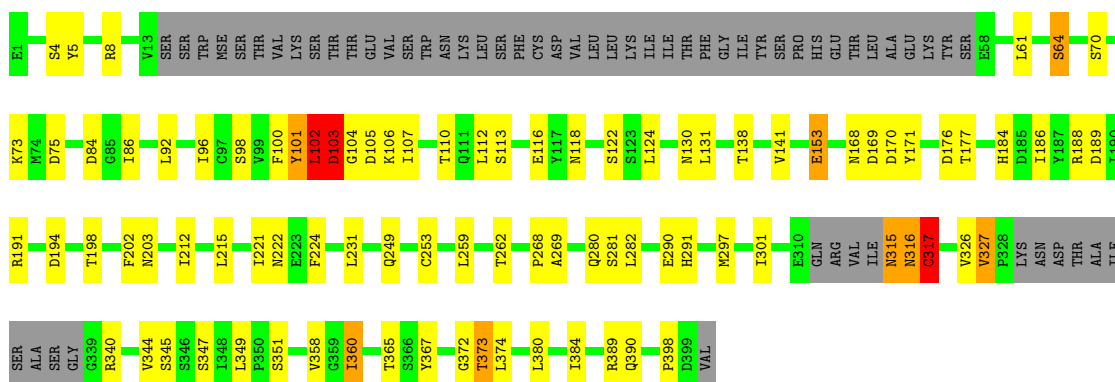 E1 S4 Y5 R8 V13 SER SER TRP MSE SER THR VAL LYS SER THR THR GLU VAL SER TRP ASN LYS LEU SER PHE CYS ASP VAL LEU LEU LYS ILE ILE THR PHE GLY ILE TYR SER PRO HIS GLU THR LEU ALA GLU LYS TYR SER E58 L61 S64 S70
K73 M74 D75 D84 G85 I86 L92 I96 C97 S98 V99 F100 Y101 L102 D103 G104 D105 K106 I107 T110 Q111 L112 S113 E116 Y117 N118 S122 S123 L124 N130 L131 T138 V141 E153 N168 D169 D170 Y171 D176 T177 H184 D185 I186 Y187 R188 D189 I190
R191 D194 T198 F202 N203 I212 L215 I221 N222 E223 F224 L231 Q249 C253 L259 T262 P268 A269 Q280 S281 L282 E290 H291 M297 I301 E310 GLN ARG VAL ILE N315 N316 C317 V326 V327 P328 LYS ASN ASP THR ALA ILE
SER ALA SER GLY G339 R340 V344 S345 S346 S347 I348 L349 P350 S351 V358 G359 I360 T365 S366 Y367 G372 T373 L374 L380 I384 R389 Q390 P398 D399 VAL